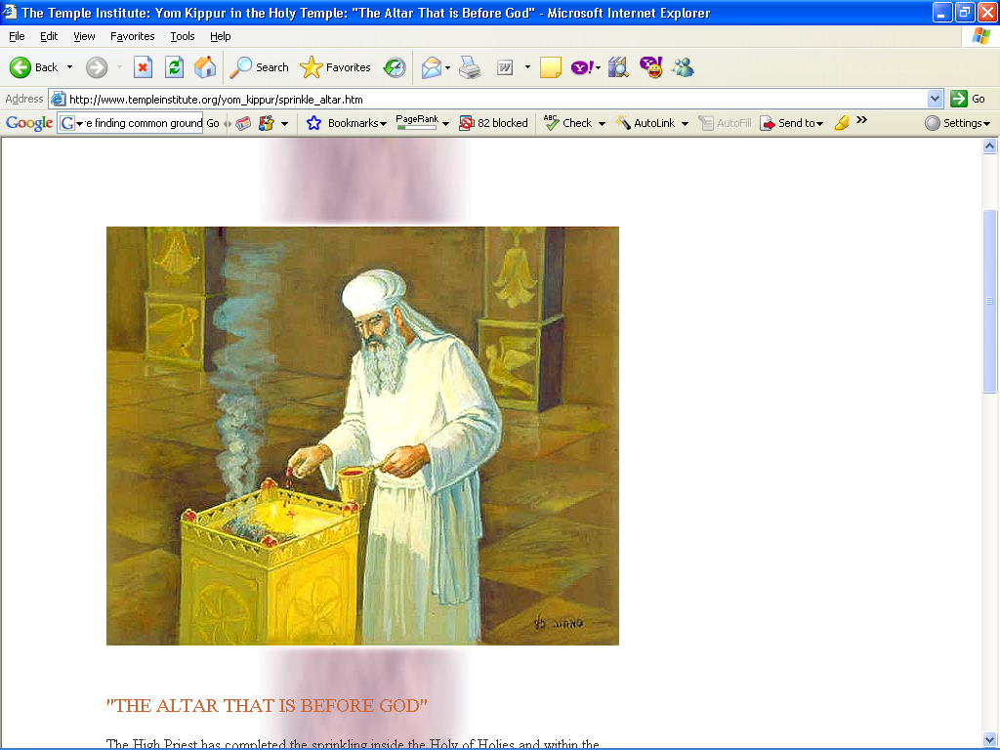 The Temple Institute: Yom Kippur in the Holy Temple: "The Altar That is Before God" - Microsoft Internet Explorer
File Edit View Favorites Tools Help
Back Search Favorites
Address http://www.templeinstitute.org/yom_kippur/sprinkle_altar.htm Go
Google G e finding common ground Go Bookmarks PageRank 82 blocked ABC Check AutoLink AutoFill Send to Settings
"THE ALTAR THAT IS BEFORE GOD"
The High Priest has completed the sprinkling inside the Holy of Holies and within the